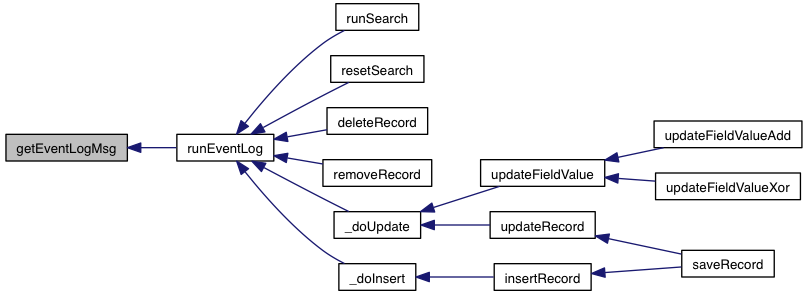 runSearch
resetSearch
deleteRecord
updateFieldValueAdd
getEventLogMsg
runEventLog
removeRecord
updateFieldValue
updateFieldValueXor
_doUpdate
updateRecord
saveRecord
_doInsert
insertRecord